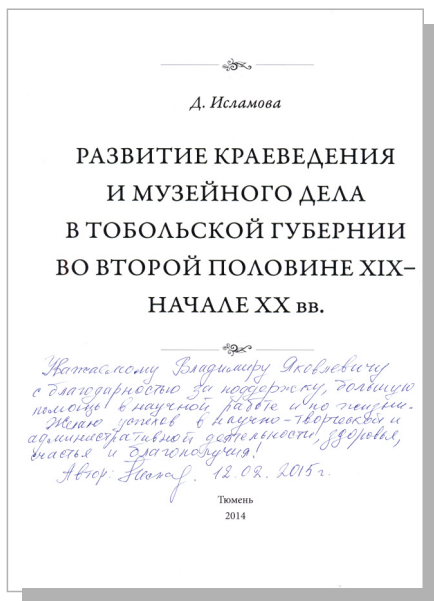 Д. Исламова
РАЗВИТИЕ КРАЕВЕДЕНИЯ
И МУЗЕЙНОГО ДЕЛА
В ТОБОЛЬСКОЙ ГУБЕРНИИ
ВО ВТОРОЙ ПОЛОВИНЕ XIX–
НАЧАЛЕ XX вв.
Уважаемому Владимиру Яковлевичу
с благодарностью за поддержку, большую
помощь в научной работе и по жизни.
Желаю успехов в научно-творческой и
административной деятельности, здоровья,
счастья и благополучия!
Автор: 12.02.2015г.
Тюмень
2014